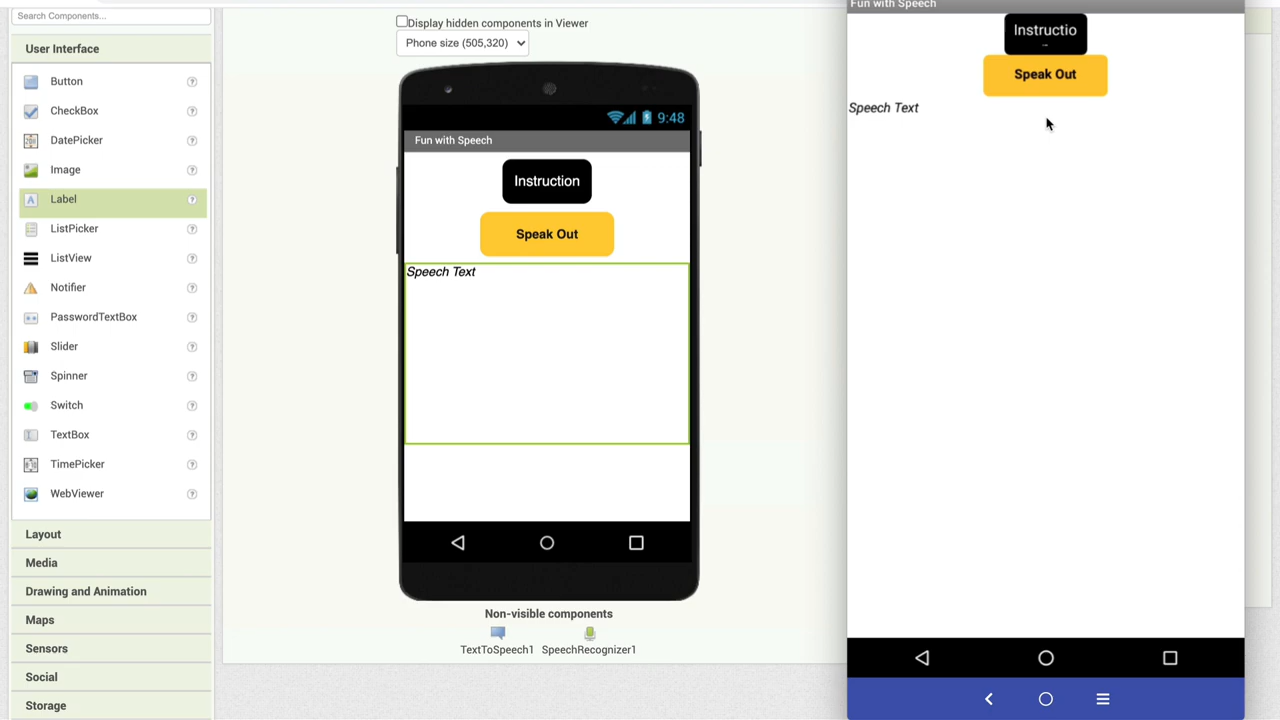 Search Components...
User Interface
Button
CheckBox
DatePicker
Image
Label
ListPicker
ListView
Notifier
PasswordTextBox
Slider
Spinner
Switch
TextBox
TimePicker
WebViewer
Layout
Media
Drawing and Animation
Maps
Sensors
Social
Storage
Display hidden components in Viewer
Phone size (505,320)
9:48
Fun with Speech
Instruction
Speak Out
Speech Text
Non-visible components
TextToSpeech1 SpeechRecognizer1
Fun with Speech
Instructio
Speak Out
Speech Text